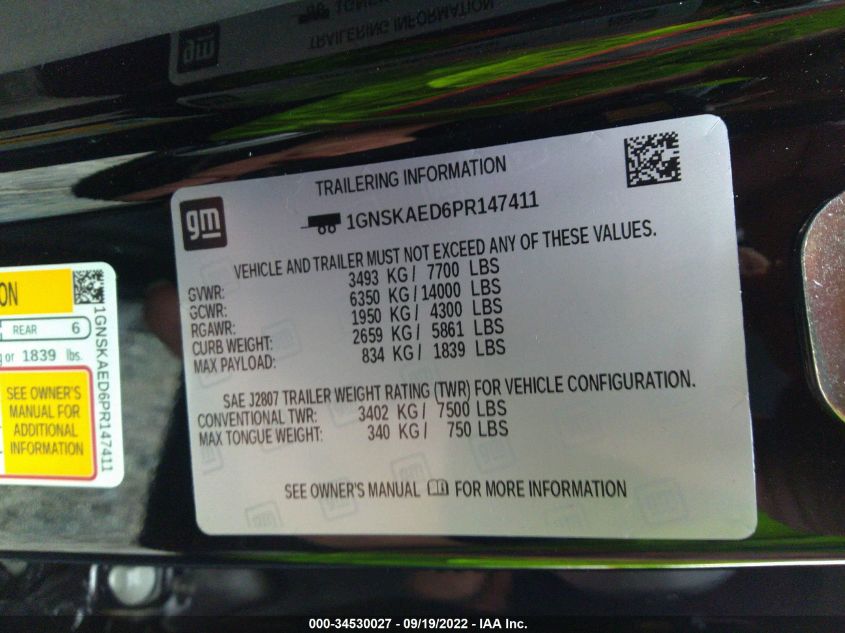 TRAILERING INFORMATION
gm
1GNSKAED6PR147411
VEHICLE AND TRAILER MUST NOT EXCEED ANY OF THESE VALUES.
GVWR: 3493 KG / 7700 LBS
GCWR: 6350 KG / 14000 LBS
RGAWR: 1950 KG / 4300 LBS
CURB WEIGHT: 2659 KG / 5861 LBS
MAX PAYLOAD: 834 KG / 1839 LBS
SAE J2807 TRAILER WEIGHT RATING (TWR) FOR VEHICLE CONFIGURATION.
CONVENTIONAL TWR: 3402 KG / 7500 LBS
MAX TONGUE WEIGHT: 340 KG / 750 LBS
SEE OWNER'S MANUAL FOR MORE INFORMATION
ON
REAR 6
g or 1839 lbs.
SEE OWNER'S
MANUAL FOR
ADDITIONAL
INFORMATION
1GNSKAED6PR147411
000-34530027 - 09/19/2022 - IAA Inc.